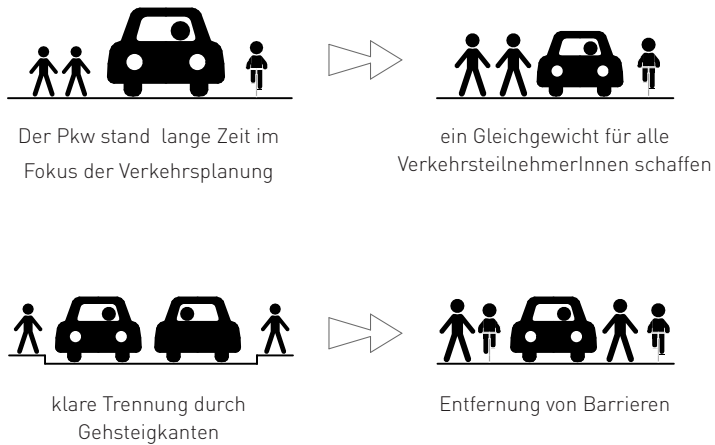 Der Pkw stand lange Zeit im
Fokus der Verkehrsplanung
ein Gleichgewicht für alle
VerkehrsteilnehmerInnen schaffen
klare Trennung durch
Gehsteigkanten
Entfernung von Barrieren